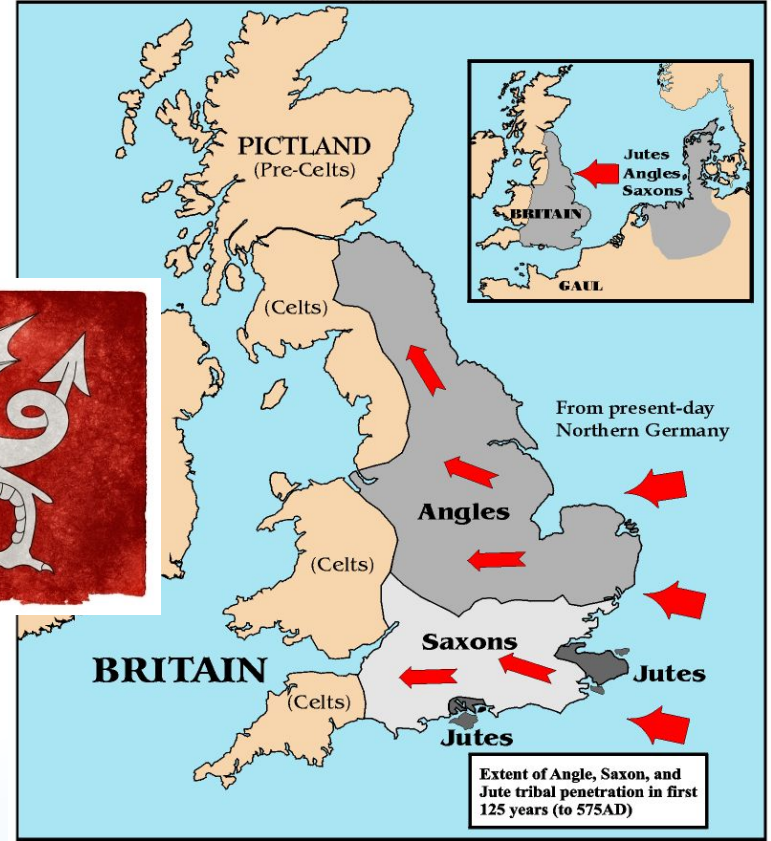 PICTLAND
(Pre-Celts)
Jutes
Angles
Saxons
BRITAIN
GAUL
(Celts)
From present-day
Northern Germany
Angles
(Celts)
Saxons
BRITAIN
Jutes
(Celts)
Jutes
Extent of Angle, Saxon, and
Jute tribal penetration in first
125 years (to 575AD)